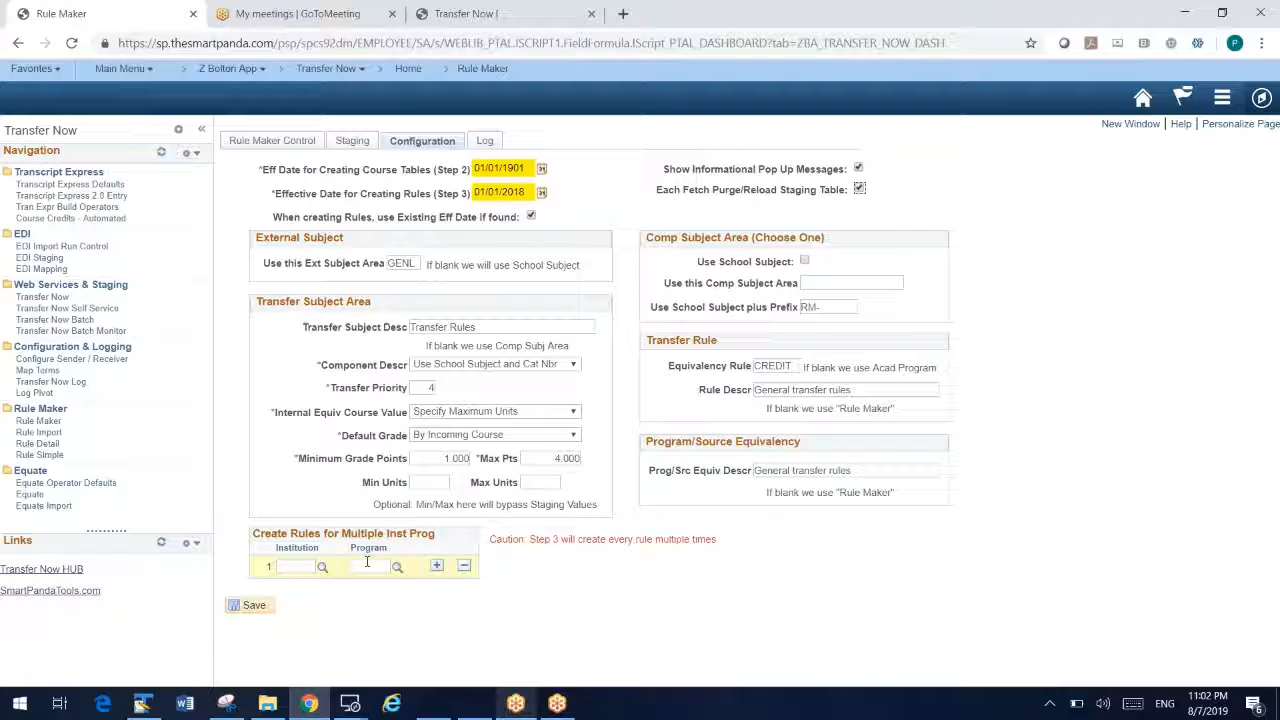 Rule Maker
My meetings | GoToMeeting
Transfer Now |
https://sp.thesmartpanda.com/psp/spcs92dm/EMPLOYEE/SA/s/WEBLIB_PTAL.ISCRIPT1.FieldFormula.IScript_PTAL_DASHBOARD?tab=ZBA_TRANSFER_NOW_DASH
Favorites
Main Menu > Z Bolton App > Transfer Now > Home > Rule Maker
New Window | Help | Personalize Page
Transfer Now
Navigation
Transcript Express
Transcript Express Defaults
Transcript Express 2.0 Entry
Tran Expr Build Operators
Course Credits - Automated
EDI
EDI Import Run Control
EDI Staging
EDI Mapping
Web Services & Staging
Transfer Now
Transfer Now Self Service
Transfer Now Batch
Transfer Now Batch Monitor
Configuration & Logging
Configure Sender / Receiver
Map Terms
Transfer Now Log
Log Pivot
Rule Maker
Rule Maker
Rule Import
Rule Detail
Rule Simple
Equate
Equate Operator Defaults
Equate
Equate Import
Links
Transfer Now HUB
SmartPandaTools.com
Rule Maker Control
Staging
Configuration
Log
*Eff Date for Creating Course Tables (Step 2) 01/01/1901
*Effective Date for Creating Rules (Step 3) 01/01/2018
When creating Rules, use Existing Eff Date if found:
Show Informational Pop Up Messages:
Each Fetch Purge/Reload Staging Table:
External Subject
Use this Ext Subject Area GENL If blank we will use School Subject
Transfer Subject Area
Transfer Subject Desc Transfer Rules
If blank we use Comp Subj Area
*Component Descr Use School Subject and Cat Nbr
*Transfer Priority 4
*Internal Equiv Course Value Specify Maximum Units
*Default Grade By Incoming Course
*Minimum Grade Points 1.000 *Max Pts 4.000
Min Units Max Units
Optional: Min/Max here will bypass Staging Values
Comp Subject Area (Choose One)
Use School Subject:
Use this Comp Subject Area
Use School Subject plus Prefix RM-
Transfer Rule
Equivalency Rule CREDIT If blank we use Acad Program
Rule Descr General transfer rules
If blank we use "Rule Maker"
Program/Source Equivalency
Prog/Src Equiv Descr General transfer rules
If blank we use "Rule Maker"
Create Rules for Multiple Inst Prog
Institution Program
1
Caution: Step 3 will create every rule multiple times
Save
ENG
11:02 PM
8/7/2019
6